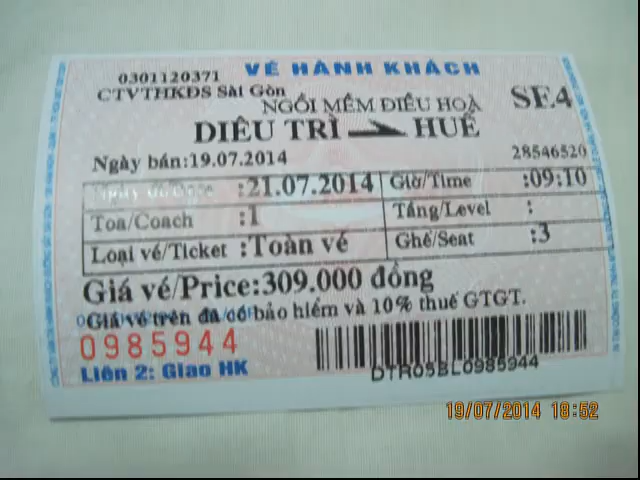 0301120371 VÉ HÀNH KHÁCH
CTVTHKĐS Sài Gòn
NGỒI MỀM ĐIỀU HOÀ SE4
DIÊU TRÌ HUẾ
Ngày bán:19.07.2014 28546520
:21.07.2014 Giờ/Time :09:10
Toa/Coach :1 Tầng/Level :
Loại vé/Ticket :Toàn vé Ghế/Seat :3
Giá vé/Price:309.000 đồng
Giá vé trên đã có bảo hiểm và 10% thuế GTGT.
0985944
Liên 2: Giao HK DTR05BL0985944
19/07/2014 18:52